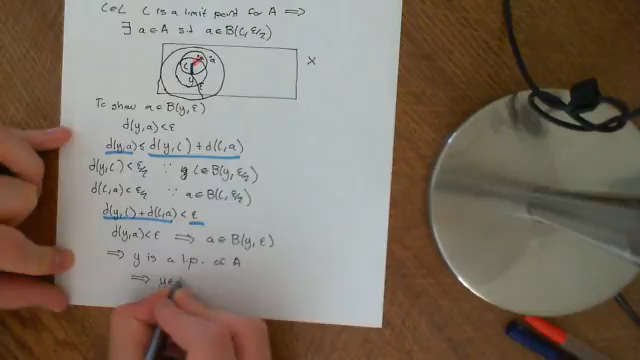 c∈L c is a limit point for A ⟹
∃ a∈A st a∈B(c, ε/2)
X
c a
y ε
To show a∈B(y, ε)
d(y,a)<ε
d(y,a) ≤ d(y,c) + d(c,a)
d(y,c) < ε/2 ∵ c∈B(y, ε/2)
d(c,a) < ε/2 ∵ a∈B(c, ε/2)
d(y,c) + d(c,a) < ε
d(y,a) < ε ⟹ a∈B(y, ε)
⟹ y is a l.p. of A
⟹ y∈